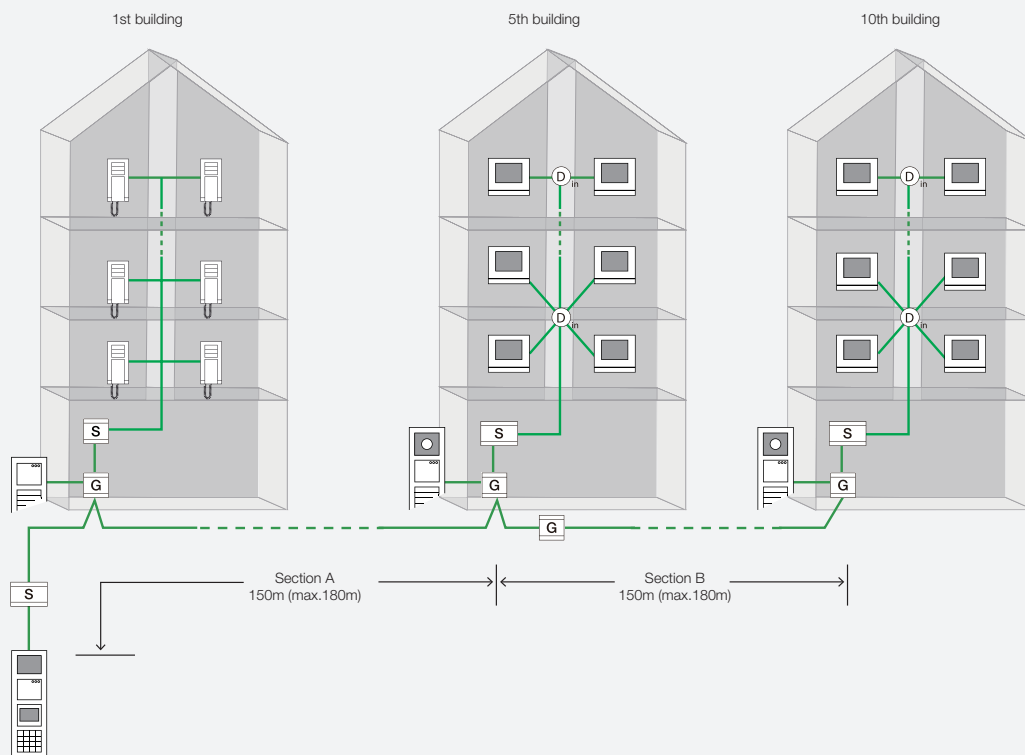 1st building
5th building
10th building
D
in
D
in
D
in
D
in
S
S
S
G
G
G
G
S
Section A
150m (max.180m)
Section B
150m (max.180m)